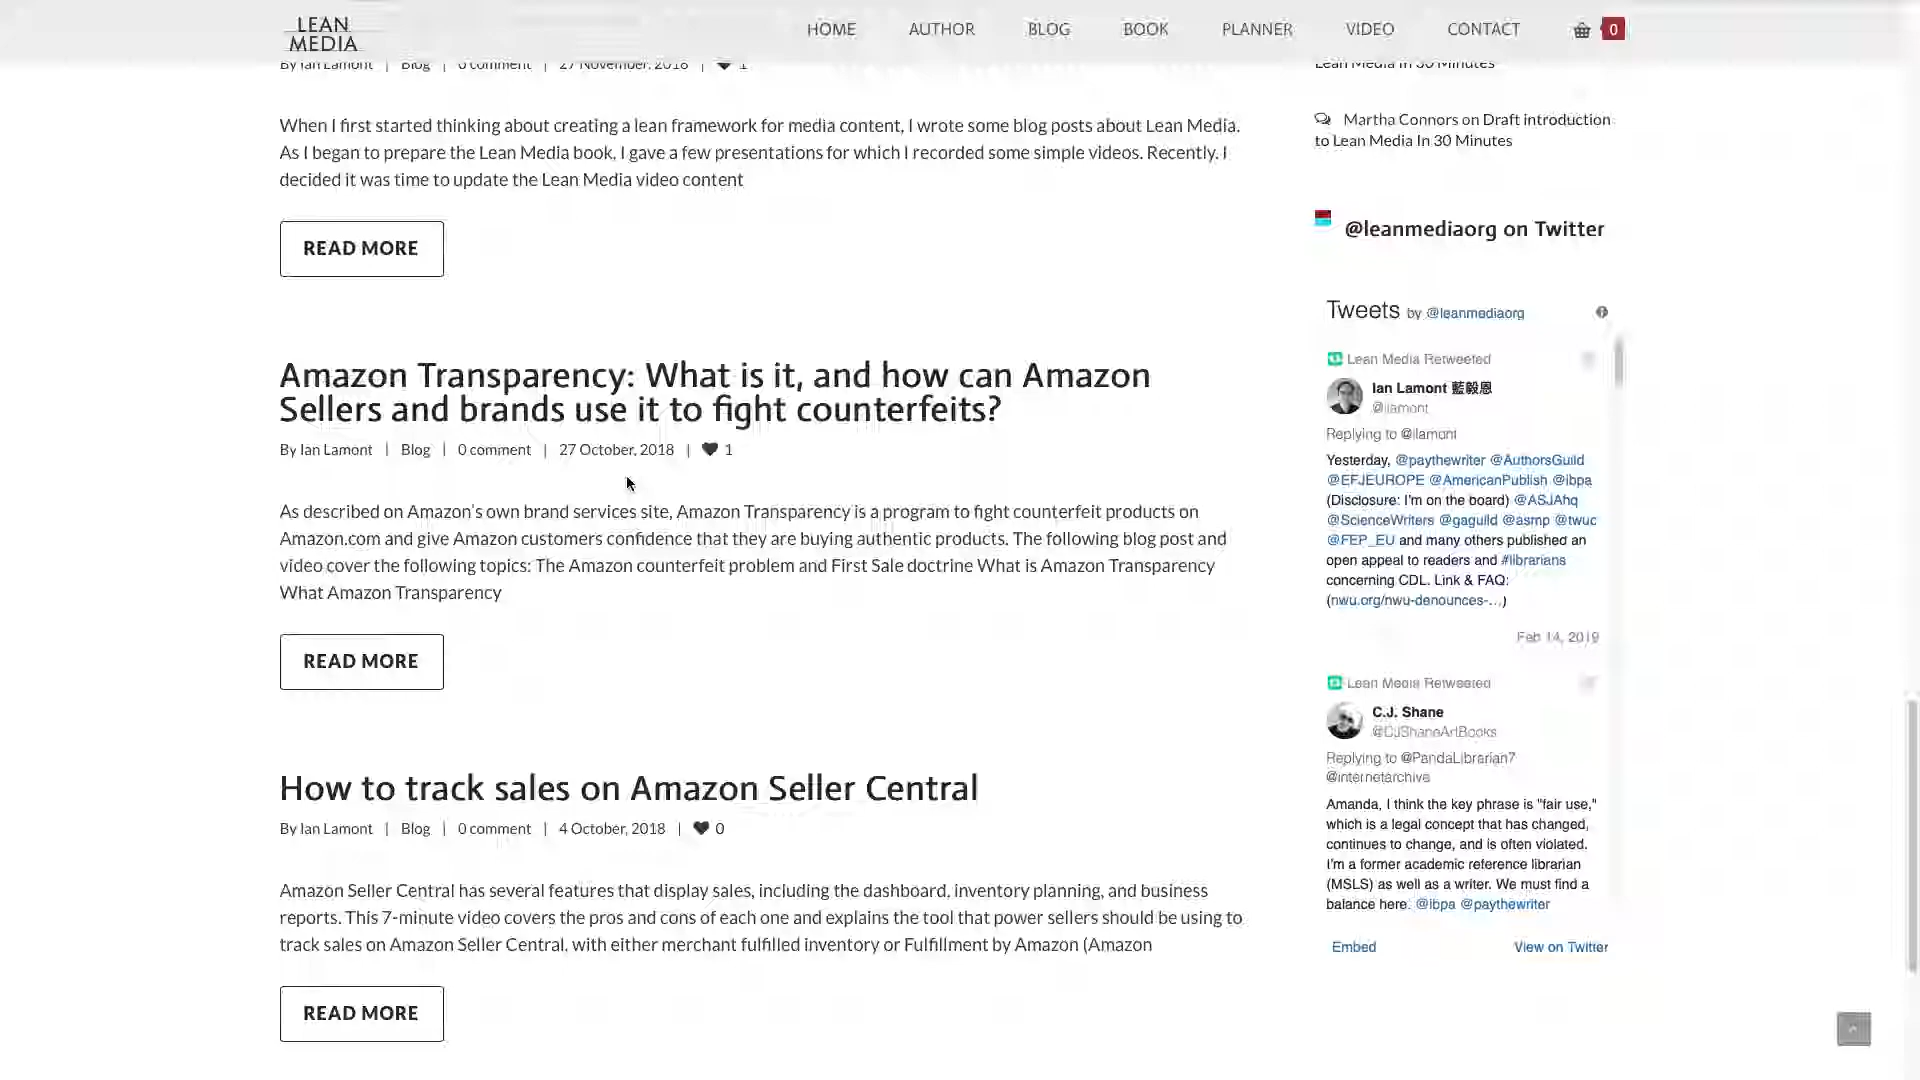 LEAN
MEDIA
HOME AUTHOR BLOG BOOK PLANNER VIDEO CONTACT 0
By Ian Lamont | Blog | 0 comment | 27 November, 2018 | 1
When I first started thinking about creating a lean framework for media content, I wrote some blog posts about Lean Media.
As I began to prepare the Lean Media book, I gave a few presentations for which I recorded some simple videos. Recently. I
decided it was time to update the Lean Media video content
READ MORE
Amazon Transparency: What is it, and how can Amazon
Sellers and brands use it to fight counterfeits?
By Ian Lamont | Blog | 0 comment | 27 October, 2018 | 1
As described on Amazon's own brand services site, Amazon Transparency is a program to fight counterfeit products on
Amazon.com and give Amazon customers confidence that they are buying authentic products. The following blog post and
video cover the following topics: The Amazon counterfeit problem and First Sale doctrine What is Amazon Transparency
What Amazon Transparency
READ MORE
How to track sales on Amazon Seller Central
By Ian Lamont | Blog | 0 comment | 4 October, 2018 | 0
Amazon Seller Central has several features that display sales, including the dashboard, inventory planning, and business
reports. This 7-minute video covers the pros and cons of each one and explains the tool that power sellers should be using to
track sales on Amazon Seller Central, with either merchant fulfilled inventory or Fulfillment by Amazon (Amazon
READ MORE
Lean Media In 30 Minutes
Martha Connors on Draft introduction
to Lean Media In 30 Minutes
@leanmediaorg on Twitter
Tweets by @leanmediaorg
Lean Media Retweeted
Ian Lamont 藍毅恩
@ilamont
Replying to @ilamont
Yesterday, @paythewriter @AuthorsGuild
@EFJEUROPE @AmericanPublish @ibpa
(Disclosure: I'm on the board) @ASJAhq
@ScienceWriters @gaguild @asmp @twuc
@FEP_EU and many others published an
open appeal to readers and #librarians
concerning CDL. Link & FAQ:
(nwu.org/nwu-denounces-…)
Feb 14, 2019
Lean Media Retweeted
C.J. Shane
@CJShaneArtBooks
Replying to @PandaLibrarian7
@internetarchive
Amanda, I think the key phrase is "fair use,"
which is a legal concept that has changed,
continues to change, and is often violated.
I'm a former academic reference librarian
(MSLS) as well as a writer. We must find a
balance here. @ibpa @paythewriter
Embed View on Twitter